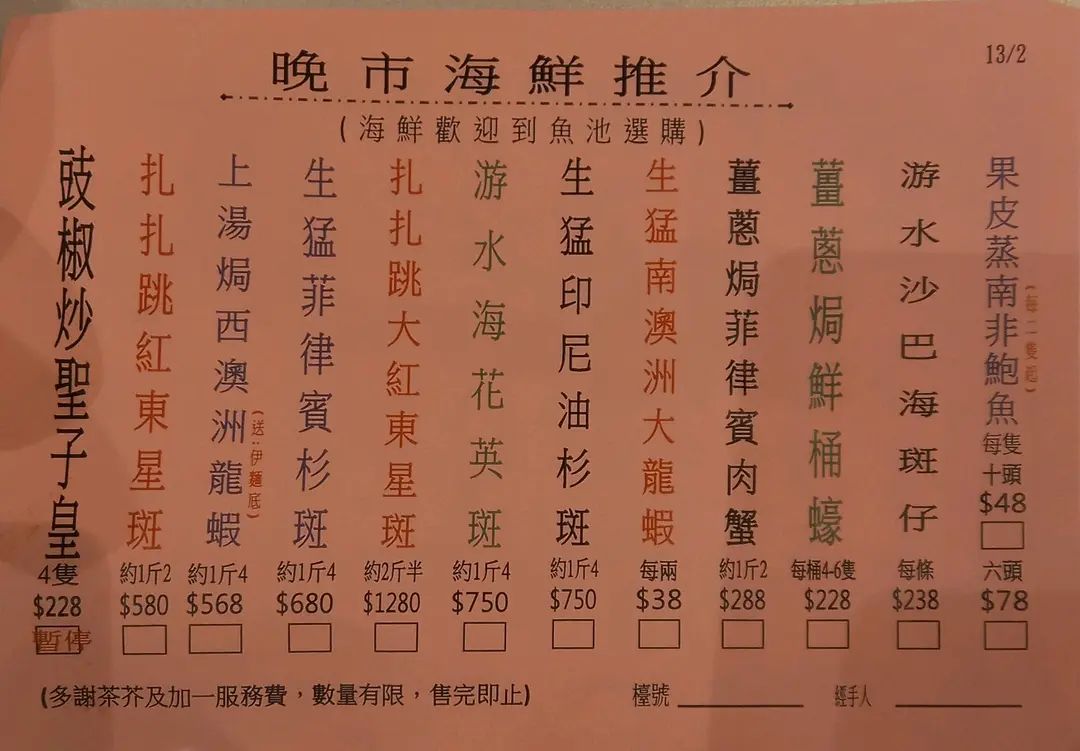 13/2
晚市海鮮推介
(海鮮歡迎到魚池選購)
果皮蒸南非鮑魚
(每二隻起)
每隻
十頭
$48
六頭
$78
游水沙巴海斑仔
每條
$238
薑蔥焗鮮桶蠔
每桶4-6隻
$228
薑蔥焗菲律賓肉蟹
約1斤2
$288
生猛南澳洲大龍蝦
每兩
$38
生猛印尼油杉斑
約1斤4
$750
游水海花英斑
約1斤4
$750
扎扎跳大紅東星斑
約2斤半
$1280
生猛菲律賓杉斑
約1斤4
$680
上湯焗西澳洲龍蝦
(送:伊麵底)
約1斤4
$568
扎扎跳紅東星斑
約1斤2
$580
豉椒炒聖子皇
4隻
$228
暫停
(多謝茶芥及加一服務費，數量有限，售完即止)
檯號
經手人